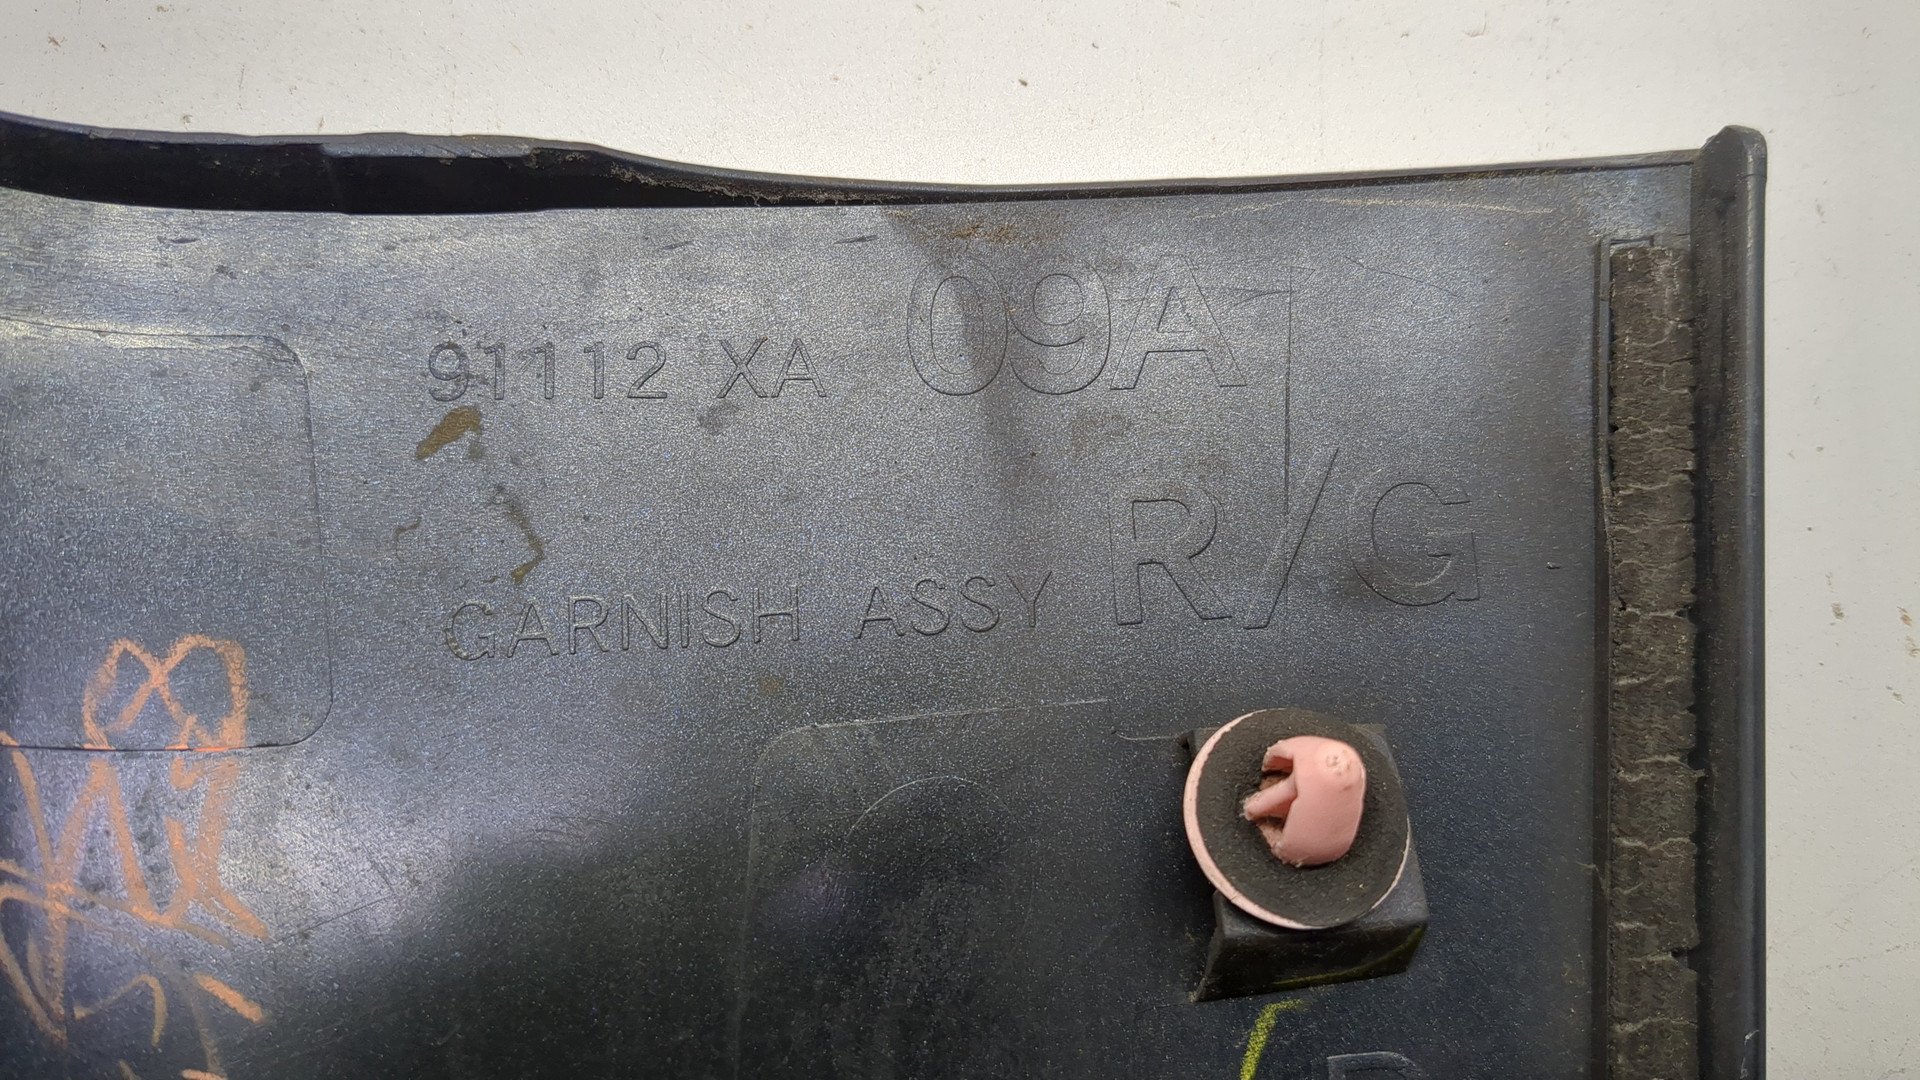 91112 XA 09A
GARNISH ASSY R/G